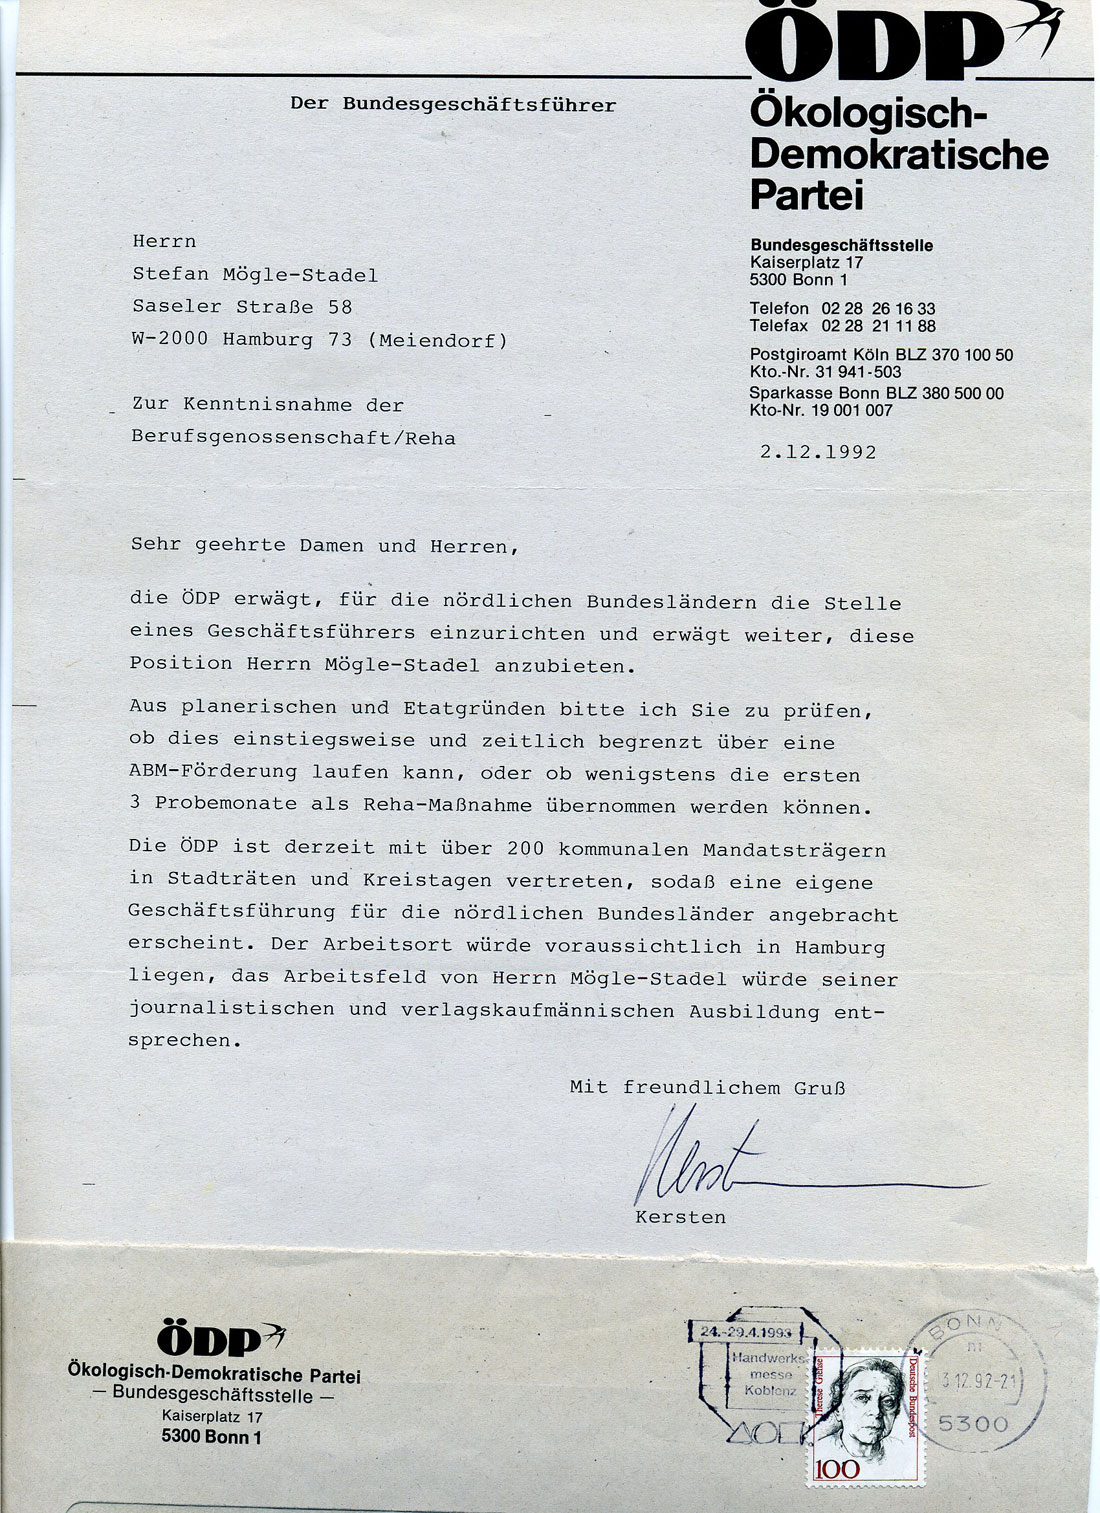 ÖDP
Ökologisch-
Demokratische
Partei
Der Bundesgeschäftsführer
Bundesgeschäftsstelle
Kaiserplatz 17
5300 Bonn 1
Telefon 02 28 26 16 33
Telefax 02 28 21 11 88
Postgiroamt Köln BLZ 370 100 50
Kto.-Nr. 31 941-503
Sparkasse Bonn BLZ 380 500 00
Kto-Nr. 19 001 007
Herrn
Stefan Mögle-Stadel
Saseler Straße 58
W-2000 Hamburg 73 (Meiendorf)
Zur Kenntnisnahme der
Berufsgenossenschaft/Reha
2.12.1992
Sehr geehrte Damen und Herren,
die ÖDP erwägt, für die nördlichen Bundesländern die Stelle
eines Geschäftsführers einzurichten und erwägt weiter, diese
Position Herrn Mögle-Stadel anzubieten.
Aus planerischen und Etatgründen bitte ich Sie zu prüfen,
ob dies einstiegsweise und zeitlich begrenzt über eine
ABM-Förderung laufen kann, oder ob wenigstens die ersten
3 Probemonate als Reha-Maßnahme übernommen werden können.
Die ÖDP ist derzeit mit über 200 kommunalen Mandatsträgern
in Stadträten und Kreistagen vertreten, sodaß eine eigene
Geschäftsführung für die nördlichen Bundesländer angebracht
erscheint. Der Arbeitsort würde voraussichtlich in Hamburg
liegen, das Arbeitsfeld von Herrn Mögle-Stadel würde seiner
journalistischen und verlagskaufmännischen Ausbildung ent-
sprechen.
Mit freundlichem Gruß
Kerst
Kersten
ÖDP
Ökologisch-Demokratische Partei
— Bundesgeschäftsstelle —
Kaiserplatz 17
5300 Bonn 1
24.-29.4.1993
Handwerks
messe
Koblenz
Therese Giehse
Deutsche Bundespost
100
BONN
m
3.12.92-21
5300